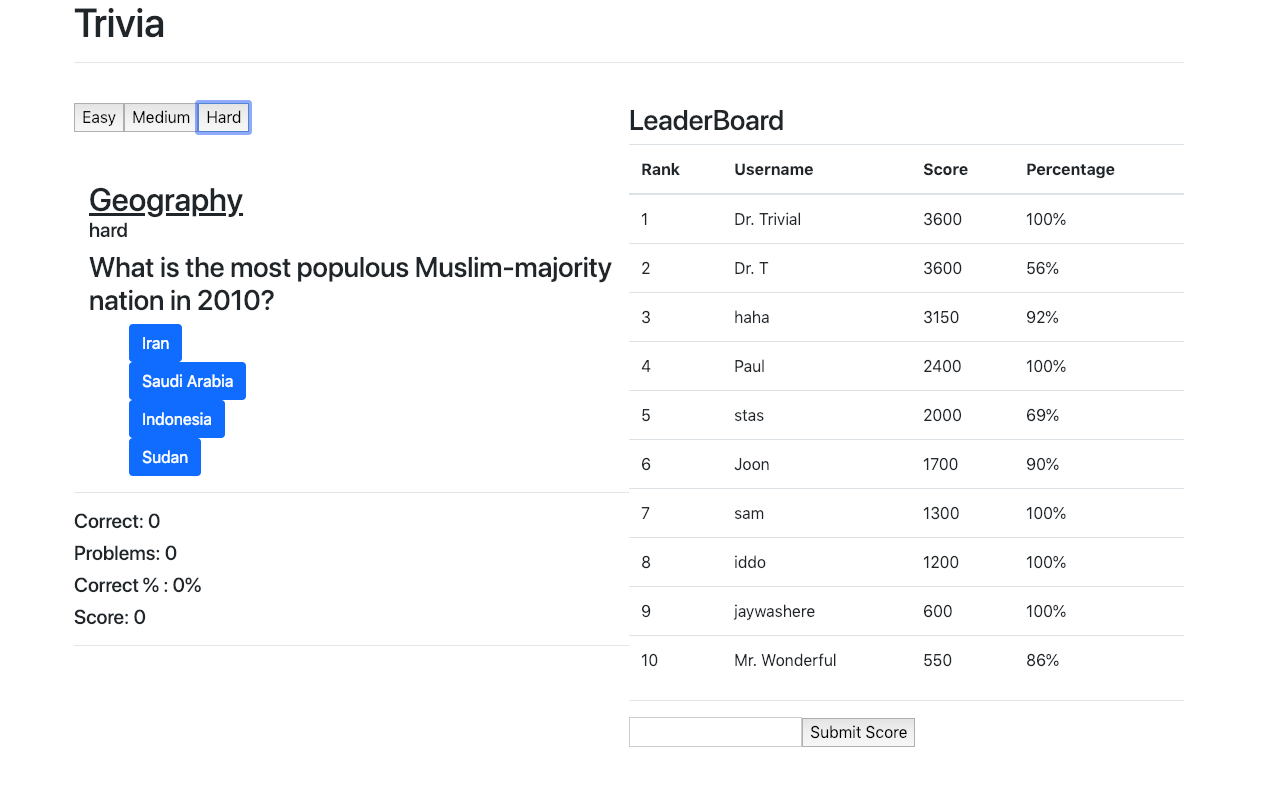 Trivia
Easy Medium Hard
Geography
hard
What is the most populous Muslim-majority
nation in 2010?
Iran
Saudi Arabia
Indonesia
Sudan
Correct: 0
Problems: 0
Correct % : 0%
Score: 0
LeaderBoard
Rank Username Score Percentage
1 Dr. Trivial 3600 100%
2 Dr. T 3600 56%
3 haha 3150 92%
4 Paul 2400 100%
5 stas 2000 69%
6 Joon 1700 90%
7 sam 1300 100%
8 iddo 1200 100%
9 jaywashere 600 100%
10 Mr. Wonderful 550 86%
Submit Score